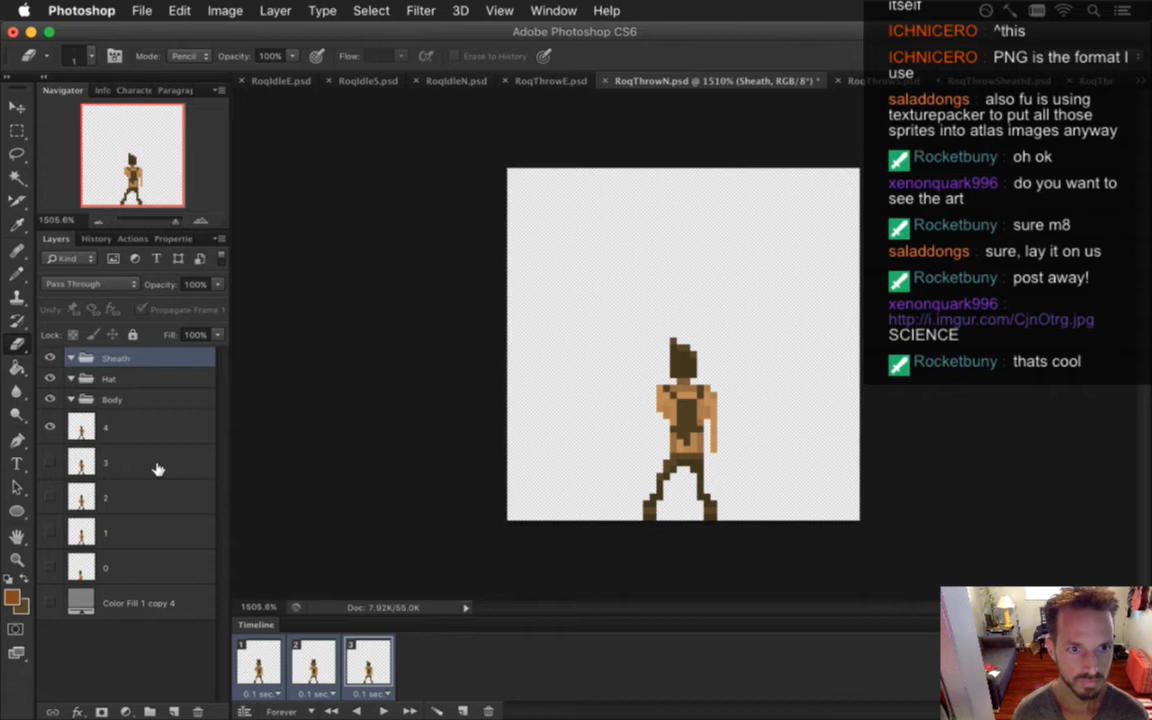 Photoshop File Edit Image Layer Type Select Filter 3D View Window Help
itself
Adobe Photoshop CS6
ICHNICERO ^this
1 Mode: Pencil Opacity: 100% Flow: Erase to History
ICHNICERO PNG is the format I
use
RoqIdleE.psd RoqIdleS.psd RoqIdleN.psd RoqThrowE.psd RoqThrowN.psd @ 1510% (Sheath, RGB/8*) *
Navigator Info Characte Paragraj
saladdongs also fu is using
texturepacker to put all those
sprites into atlas images anyway
Rocketbuny : oh ok
xenonquark996 : do you want to
see the art
Rocketbuny : sure m8
saladdongs : sure, lay it on us
Rocketbuny : post away!
xenonquark996 :
http://i.imgur.com/CjnOtrg.jpg
SCIENCE
Rocketbuny : thats cool
1505.6%
Layers History Actions Propertie
Kind
Pass Through Opacity: 100%
Unify: Propagate Frame 1
Lock: Fill: 100%
Sheath
Hat
Body
4
3
2
1
0
Color Fill 1 copy 4
1505.6% Doc: 7.92K/55.0K
Timeline
1 2 3
0.1 sec. 0.1 sec. 0.1 sec.
Forever